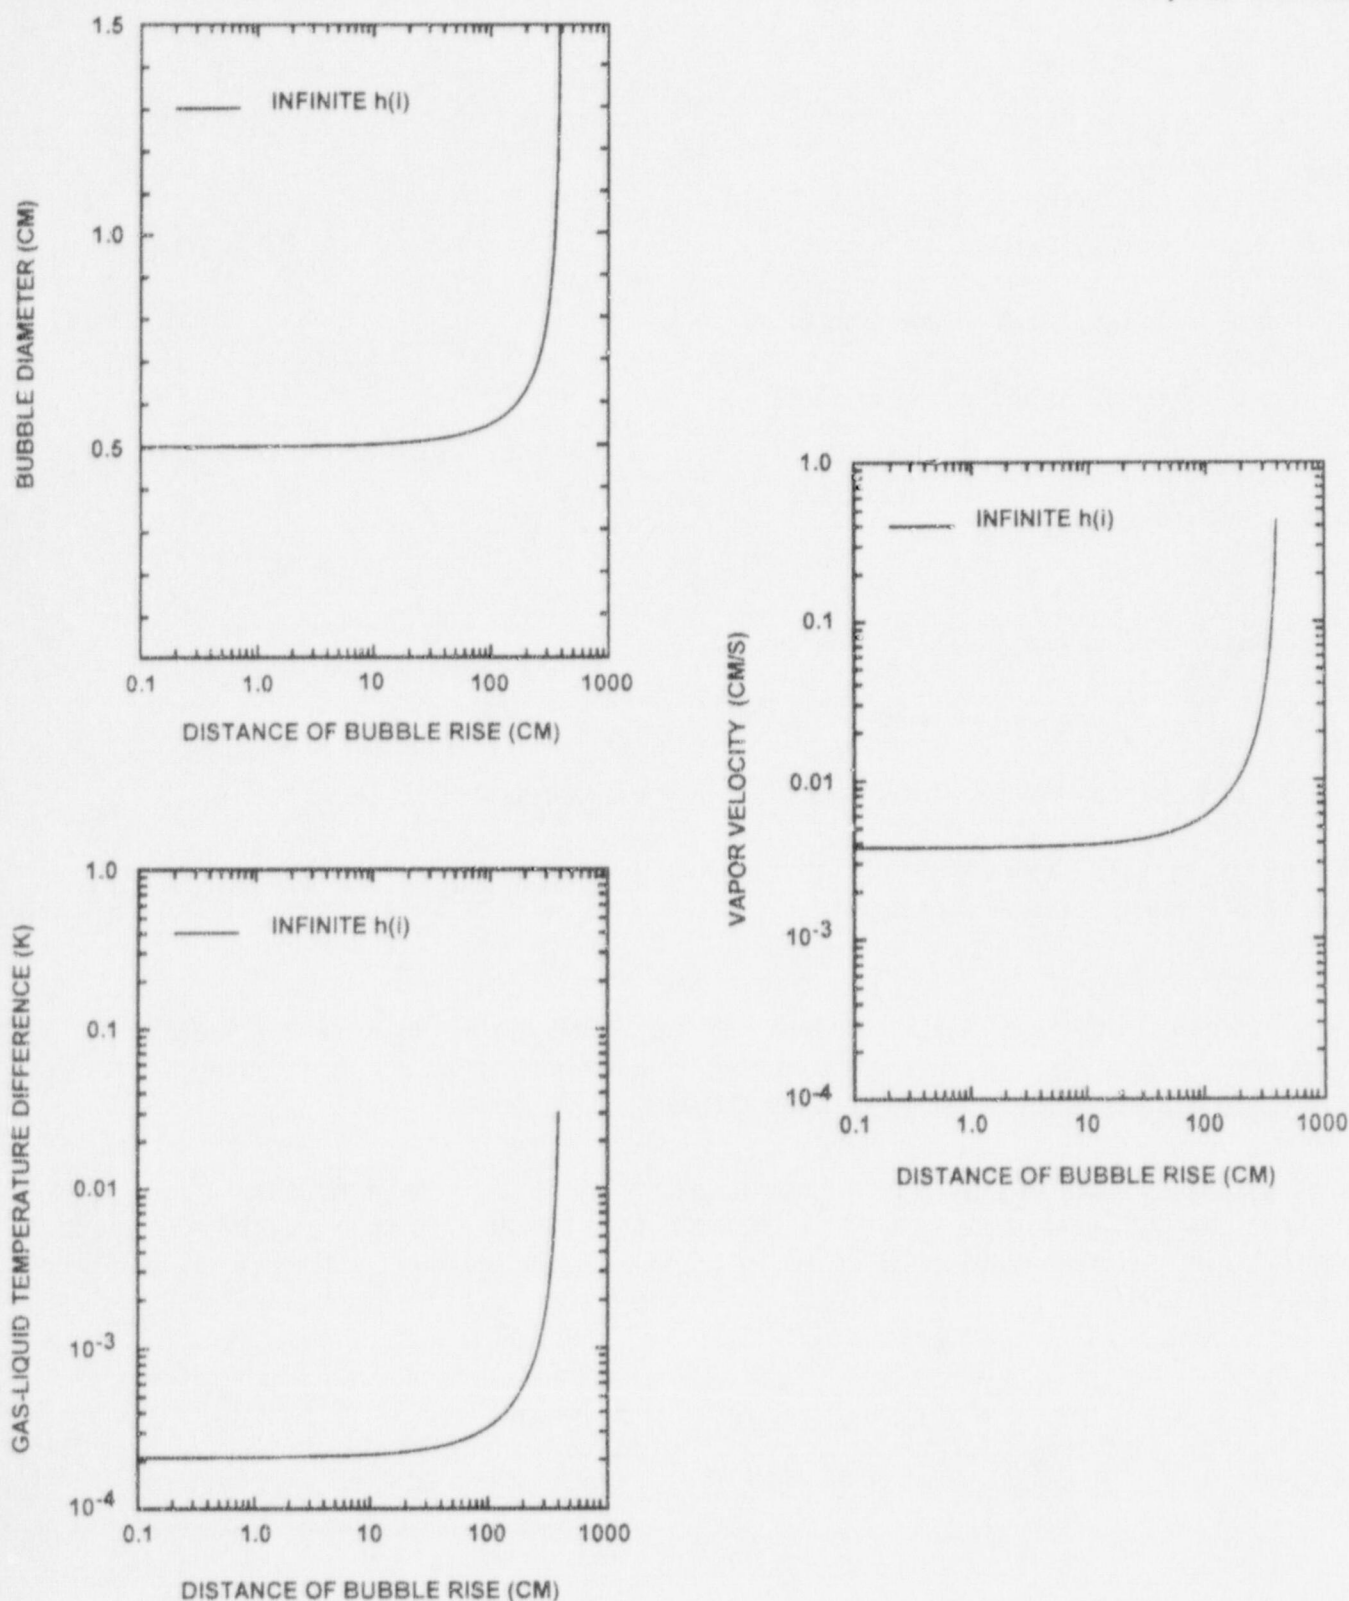 1.5
INFINITE h(i)
1.0
0.5
BUBBLE DIAMETER (CM)
0.1 1.0 10 100 1000
DISTANCE OF BUBBLE RISE (CM)
1.0
INFINITE h(i)
0.1
0.01
10-3
10-4
VAPOR VELOCITY (CM/S)
0.1 1.0 10 100 1000
DISTANCE OF BUBBLE RISE (CM)
1.0
INFINITE h(i)
0.1
0.01
10-3
10-4
GAS-LIQUID TEMPERATURE DIFFERENCE (K)
0.1 1.0 10 100 1000
DISTANCE OF BUBBLE RISE (CM)